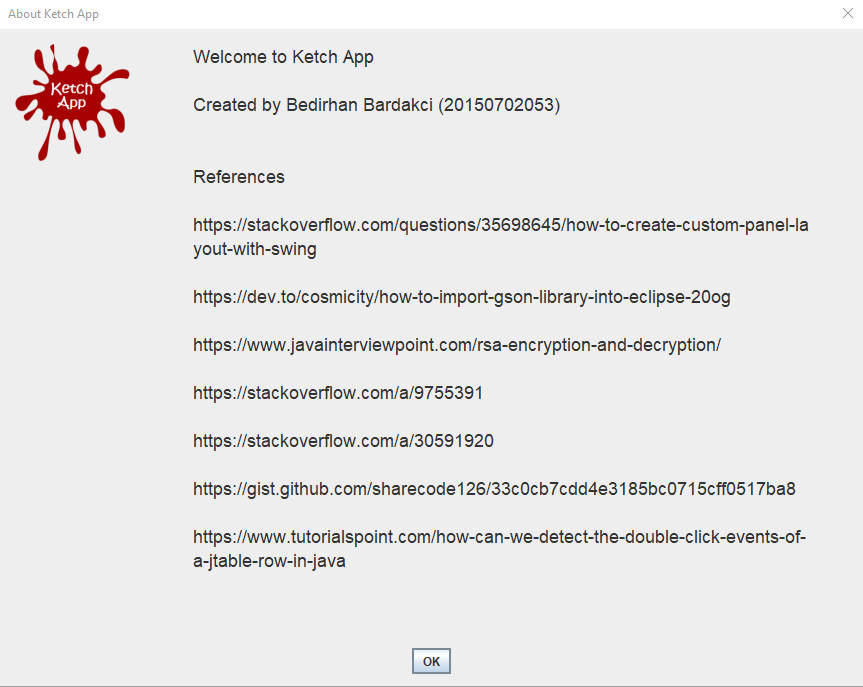 About Ketch App
Ketch
App
Welcome to Ketch App
Created by Bedirhan Bardakci (20150702053)
References
https://stackoverflow.com/questions/35698645/how-to-create-custom-panel-la
yout-with-swing
https://dev.to/cosmicity/how-to-import-gson-library-into-eclipse-20og
https://www.javainterviewpoint.com/rsa-encryption-and-decryption/
https://stackoverflow.com/a/9755391
https://stackoverflow.com/a/30591920
https://gist.github.com/sharecode126/33c0cb7cdd4e3185bc0715cff0517ba8
https://www.tutorialspoint.com/how-can-we-detect-the-double-click-events-of-
a-jtable-row-in-java
OK